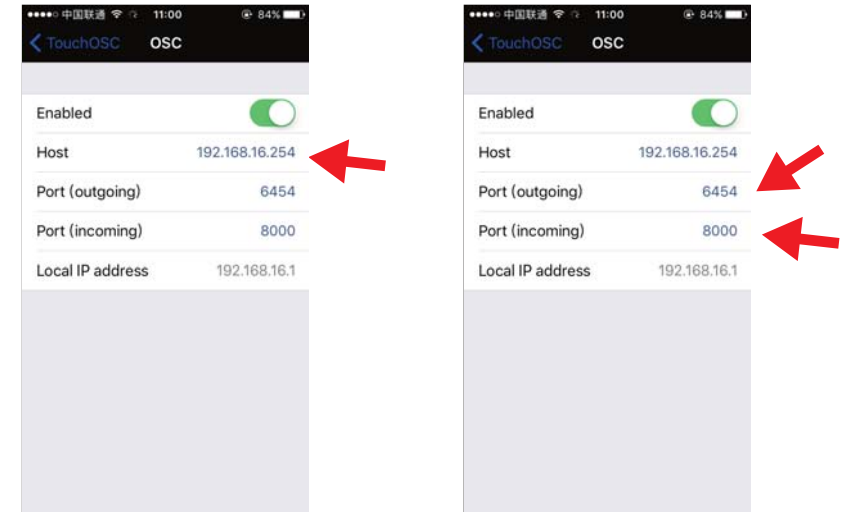 中国联通 11:00 84%
TouchOSC OSC
Enabled
Host 192.168.16.254
Port (outgoing) 6454
Port (incoming) 8000
Local IP address 192.168.16.1
中国联通 11:00 84%
TouchOSC OSC
Enabled
Host 192.168.16.254
Port (outgoing) 6454
Port (incoming) 8000
Local IP address 192.168.16.1